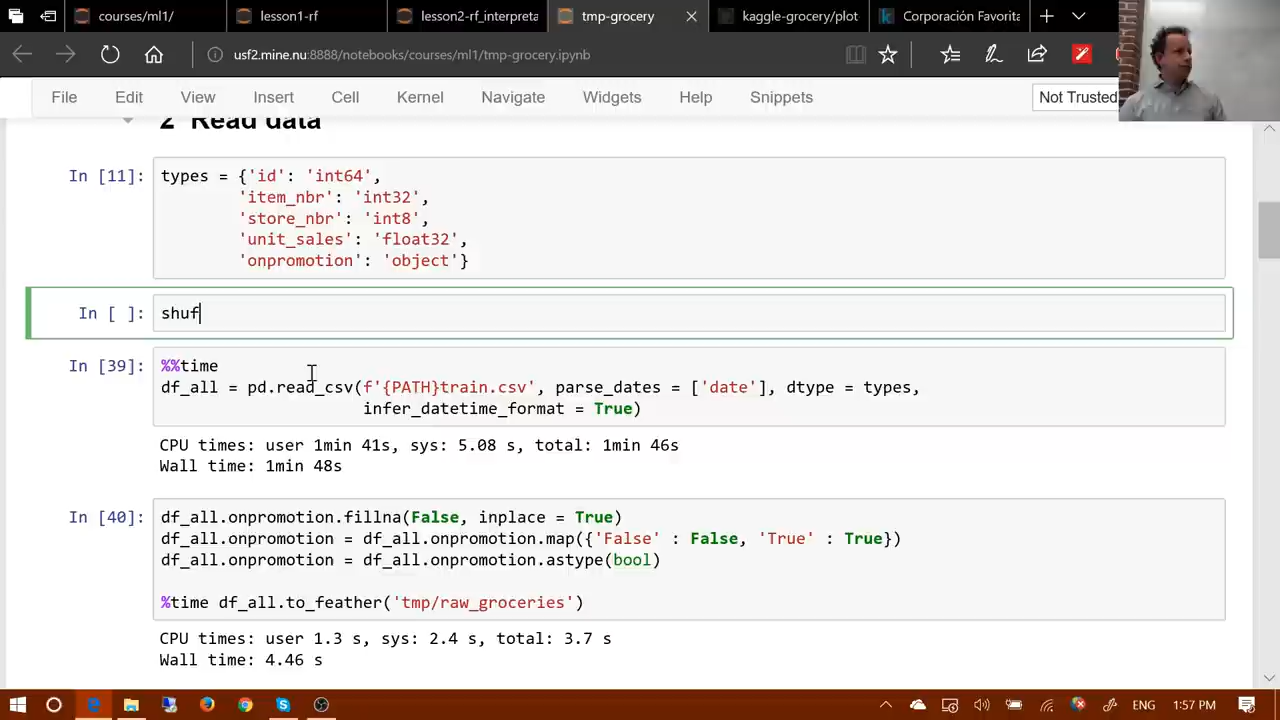 courses/ml1/
lesson1-rf
lesson2-rf_interpreta
tmp-grocery
kaggle-grocery/plot
Corporación Favorita
usf2.mine.nu:8888/notebooks/courses/ml1/tmp-grocery.ipynb
File Edit View Insert Cell Kernel Navigate Widgets Help Snippets
Not Trusted
2 Read data
In [11]: types = {'id': 'int64',
'item_nbr': 'int32',
'store_nbr': 'int8',
'unit_sales': 'float32',
'onpromotion': 'object'}
In [ ]: shuf
In [39]: %%time
df_all = pd.read_csv(f'{PATH}train.csv', parse_dates = ['date'], dtype = types,
infer_datetime_format = True)
CPU times: user 1min 41s, sys: 5.08 s, total: 1min 46s
Wall time: 1min 48s
In [40]: df_all.onpromotion.fillna(False, inplace = True)
df_all.onpromotion = df_all.onpromotion.map({'False' : False, 'True' : True})
df_all.onpromotion = df_all.onpromotion.astype(bool)
%time df_all.to_feather('tmp/raw_groceries')
CPU times: user 1.3 s, sys: 2.4 s, total: 3.7 s
Wall time: 4.46 s
ENG 1:57 PM